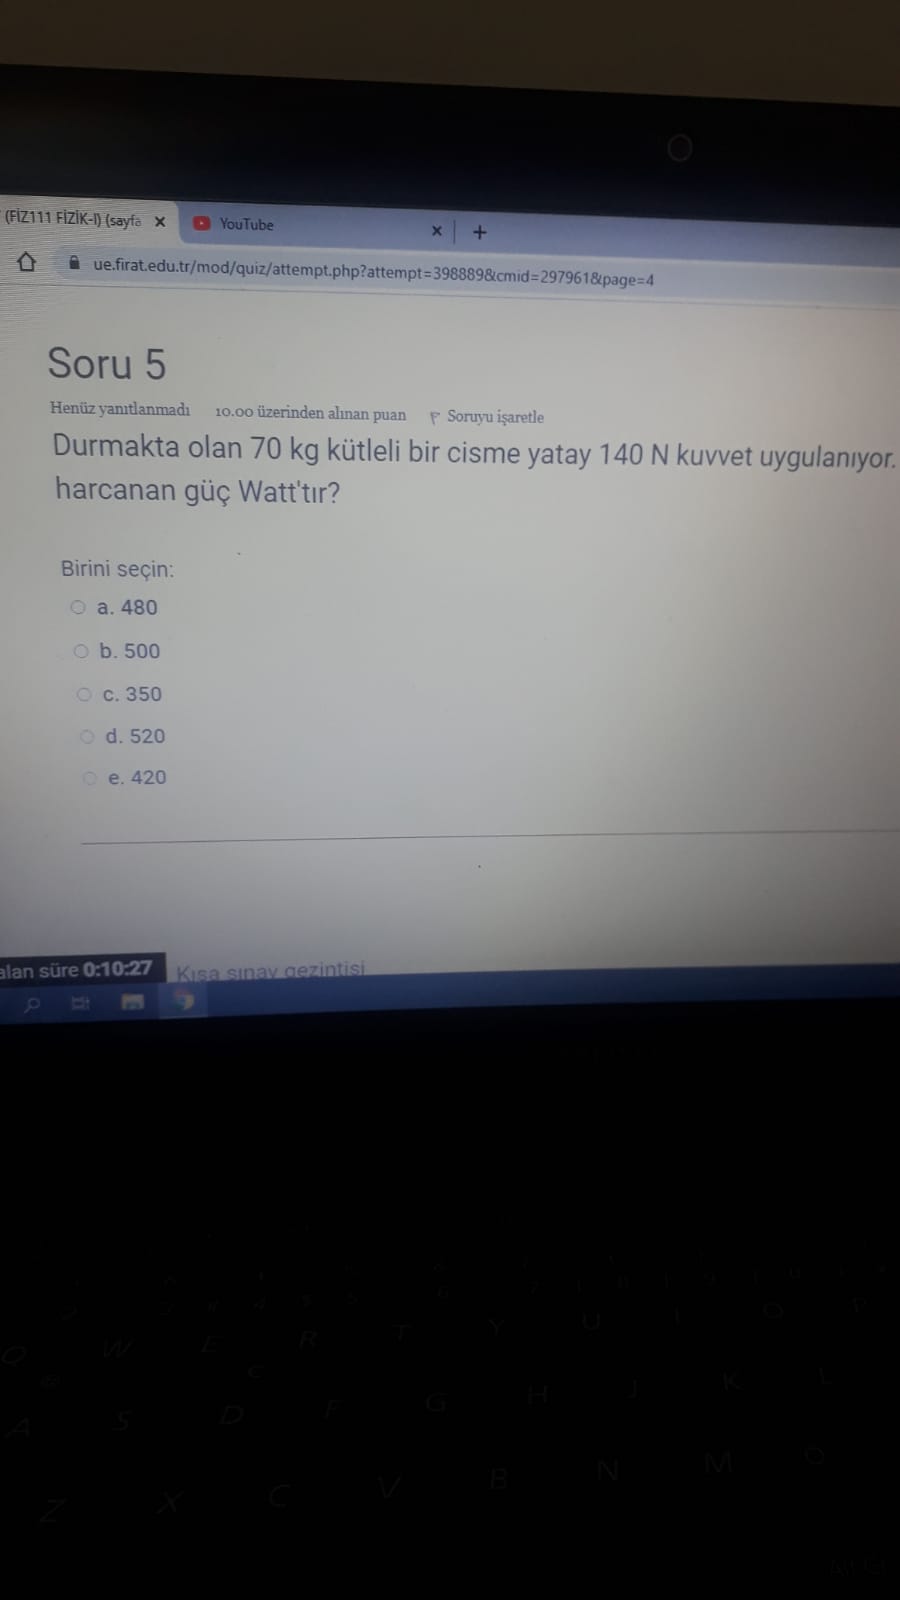 (FİZ111 FİZİK-I) (sayfa
YouTube
ue.firat.edu.tr/mod/quiz/attempt.php?attempt=398889&cmid=297961&page=4
Soru 5
Henüz yanıtlanmadı 10.00 üzerinden alınan puan Soruyu işaretle
Durmakta olan 70 kg kütleli bir cisme yatay 140 N kuvvet uygulanıyor.
harcanan güç Watt'tır?
Birini seçin:
a. 480
b. 500
c. 350
d. 520
e. 420
alan süre 0:10:27
Kısa sınav gezintisi
Q W E R T Y U I O P
A S D F G H J K L
Z X C V B N M Ö